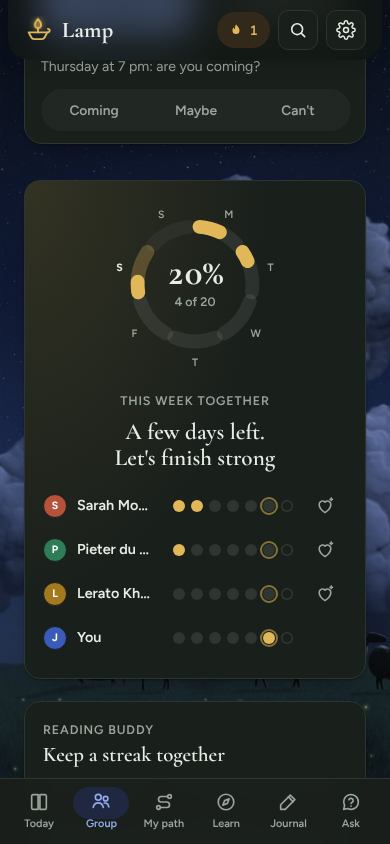 Lamp
1
Thursday at 7 pm: are you coming?
Coming Maybe Can't
S M
S T
20%
4 of 20
F W
T
THIS WEEK TOGETHER
A few days left.
Let's finish strong
S Sarah Mo...
P Pieter du ...
L Lerato Kh...
J You
READING BUDDY
Keep a streak together
Today Group My path Learn Journal Ask